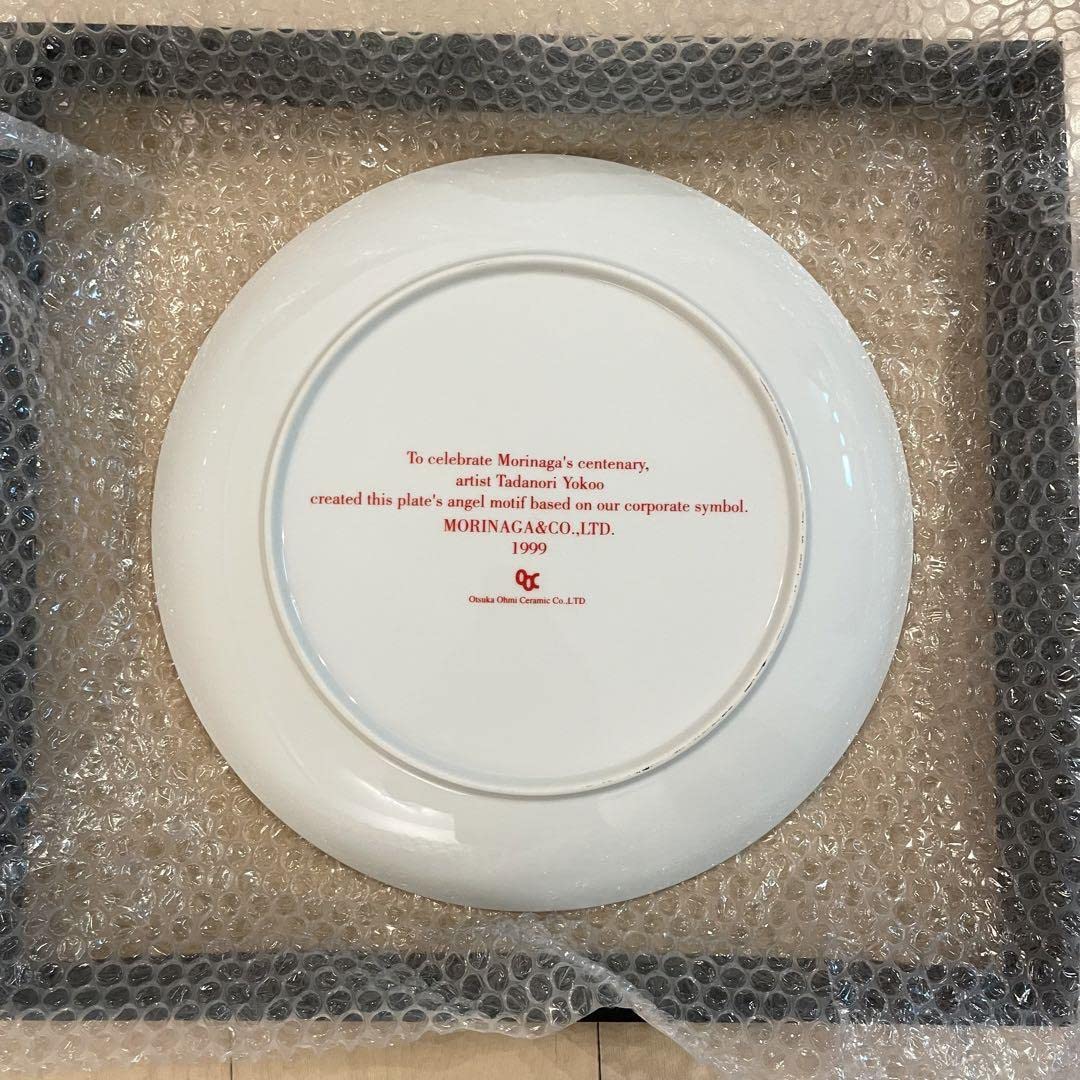 To celebrate Morinaga's centenary,
artist Tadanori Yokoo
created this plate's angel motif based on our corporate symbol.
MORINAGA&CO.,LTD.
1999
Otsuka Ohmi Ceramic Co.,LTD